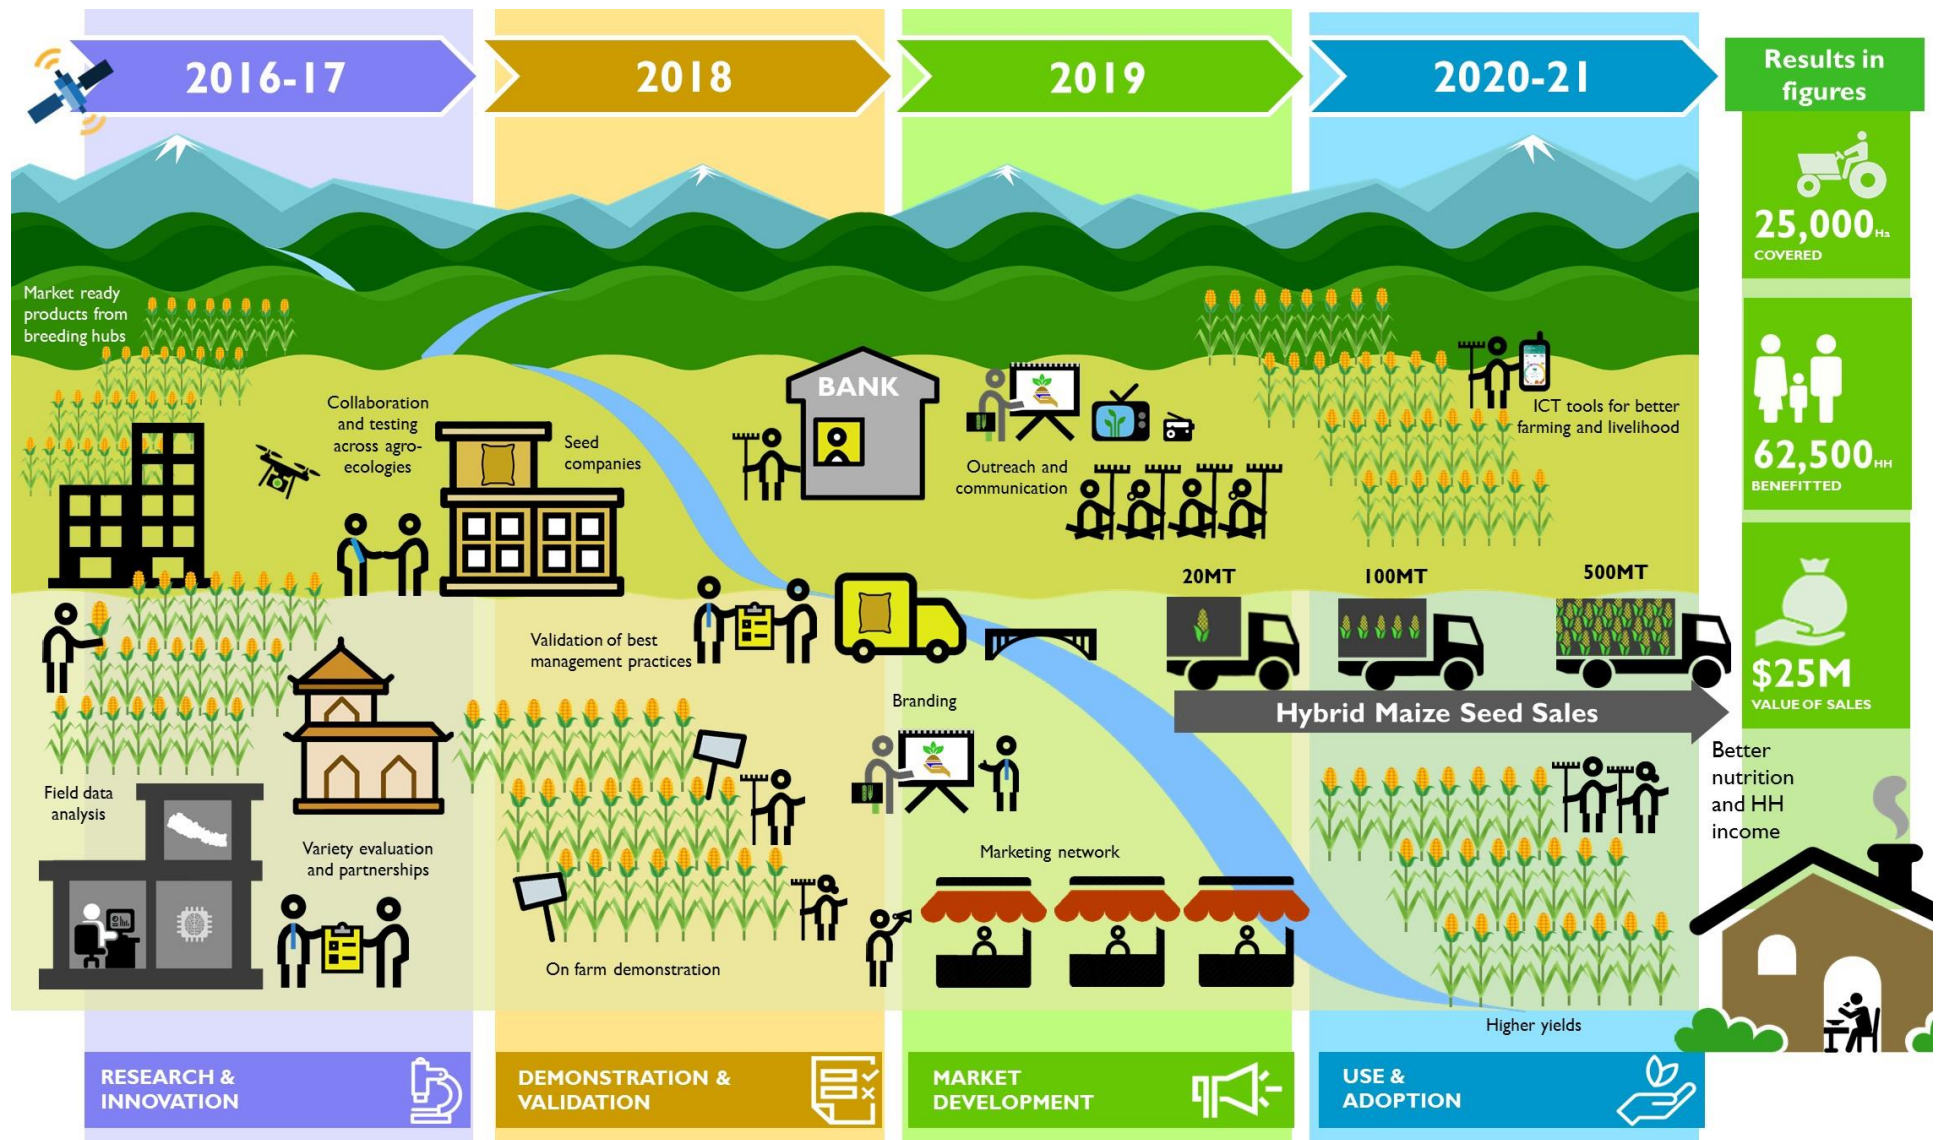 2016-17
2018
2019
2020-21
Results in
figures
25,000 Ha
COVERED
62,500 HH
BENEFITTED
$25M
VALUE OF SALES
Market ready
products from
breeding hubs
Collaboration
and testing
across agro-
ecologies
Seed
companies
BANK
Outreach and
communication
ICT tools for better
farming and livelihood
20MT
100MT
500MT
Hybrid Maize Seed Sales
Validation of best
management practices
Branding
Field data
analysis
Variety evaluation
and partnerships
On farm demonstration
Marketing network
Higher yields
Better
nutrition
and HH
income
RESEARCH &
INNOVATION
DEMONSTRATION &
VALIDATION
MARKET
DEVELOPMENT
USE &
ADOPTION